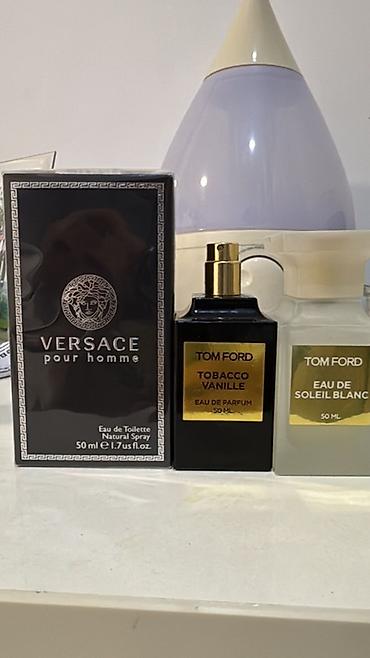 VERSACE
pour homme
Eau de Toilette
Natural Spray
50 ml e 1.7 us fl.oz.
TOM FORD
TOBACCO
VANILLE
EAU DE PARFUM
50 ML
TOM FORD
EAU DE
SOLEIL BLANC
50 ML